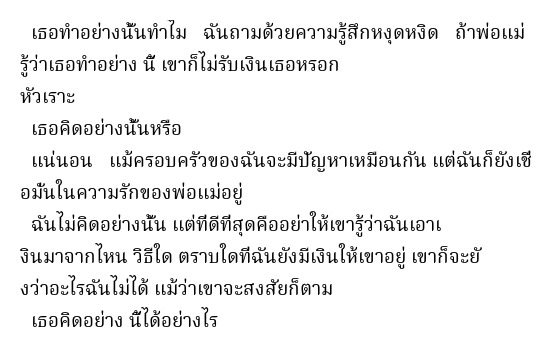 เธอทำอย่างนั้นทำไม   ฉันถามด้วยความรู้สึกหงุดหงิด   ถ้าพ่อแม่
รู้ว่าเธอทำอย่าง นี้ เขาก็ไม่รับเงินเธอหรอก
หัวเราะ
เธอคิดอย่างนั้นหรือ
แน่นอน   แม้ครอบครัวของฉันจะมีปัญหาเหมือนกัน แต่ฉันก็ยังเชื
อมั่นในความรักของพ่อแม่อยู่
ฉันไม่คิดอย่างนั้น แต่ที่ดีที่สุดคืออย่าให้เขารู้ว่าฉันเอาเ
งินมาจากไหน วิธีใด ตราบใดที่ฉันยังมีเงินให้เขาอยู่ เขาก็จะยั
งว่าอะไรฉันไม่ได้ แม้ว่าเขาจะสงสัยก็ตาม
เธอคิดอย่าง นี้ได้อย่างไร